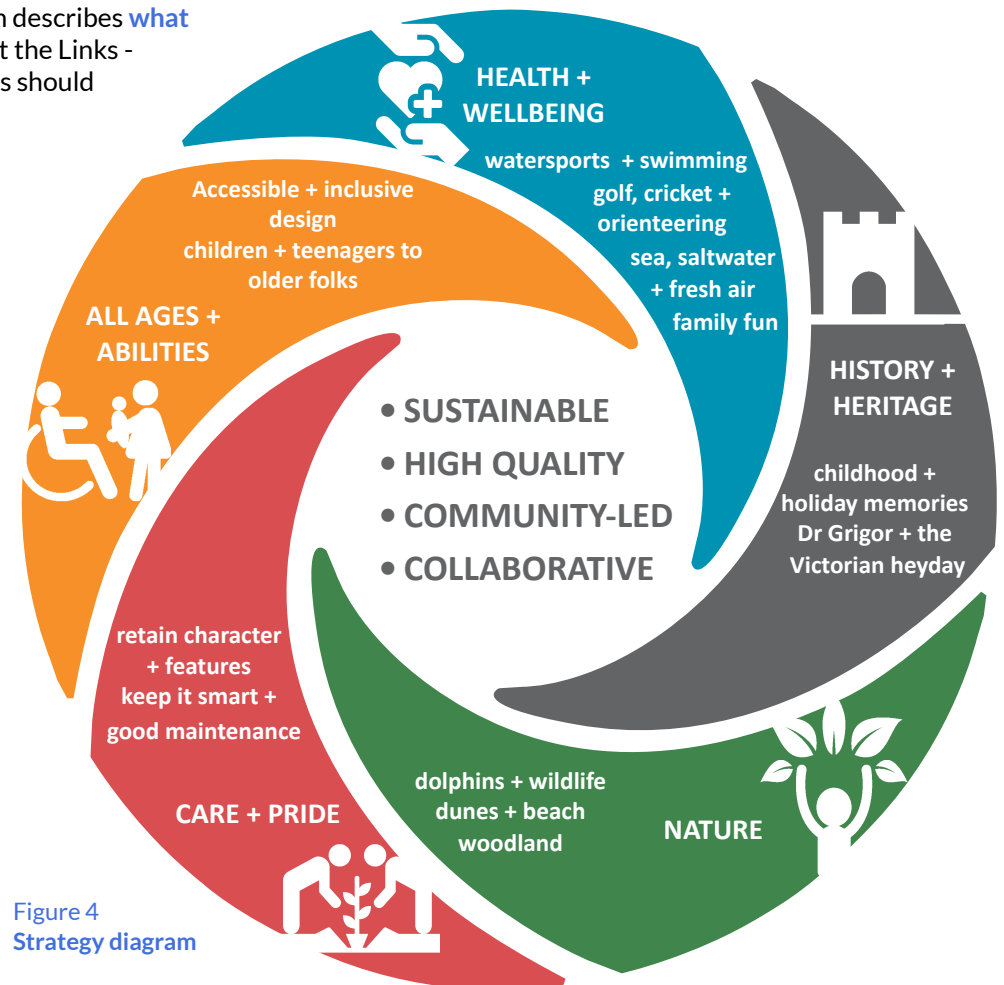 n describes what
t the Links -
s should
HEALTH +
WELLBEING
watersports + swimming
golf, cricket +
orienteering
sea, saltwater
+ fresh air
family fun
HISTORY +
HERITAGE
childhood +
holiday memories
Dr Grigor + the
Victorian heyday
NATURE
dolphins + wildlife
dunes + beach
woodland
CARE + PRIDE
retain character
+ features
keep it smart +
good maintenance
ALL AGES +
ABILITIES
Accessible + inclusive
design
children + teenagers to
older folks
• SUSTAINABLE
• HIGH QUALITY
• COMMUNITY-LED
• COLLABORATIVE
Figure 4
Strategy diagram